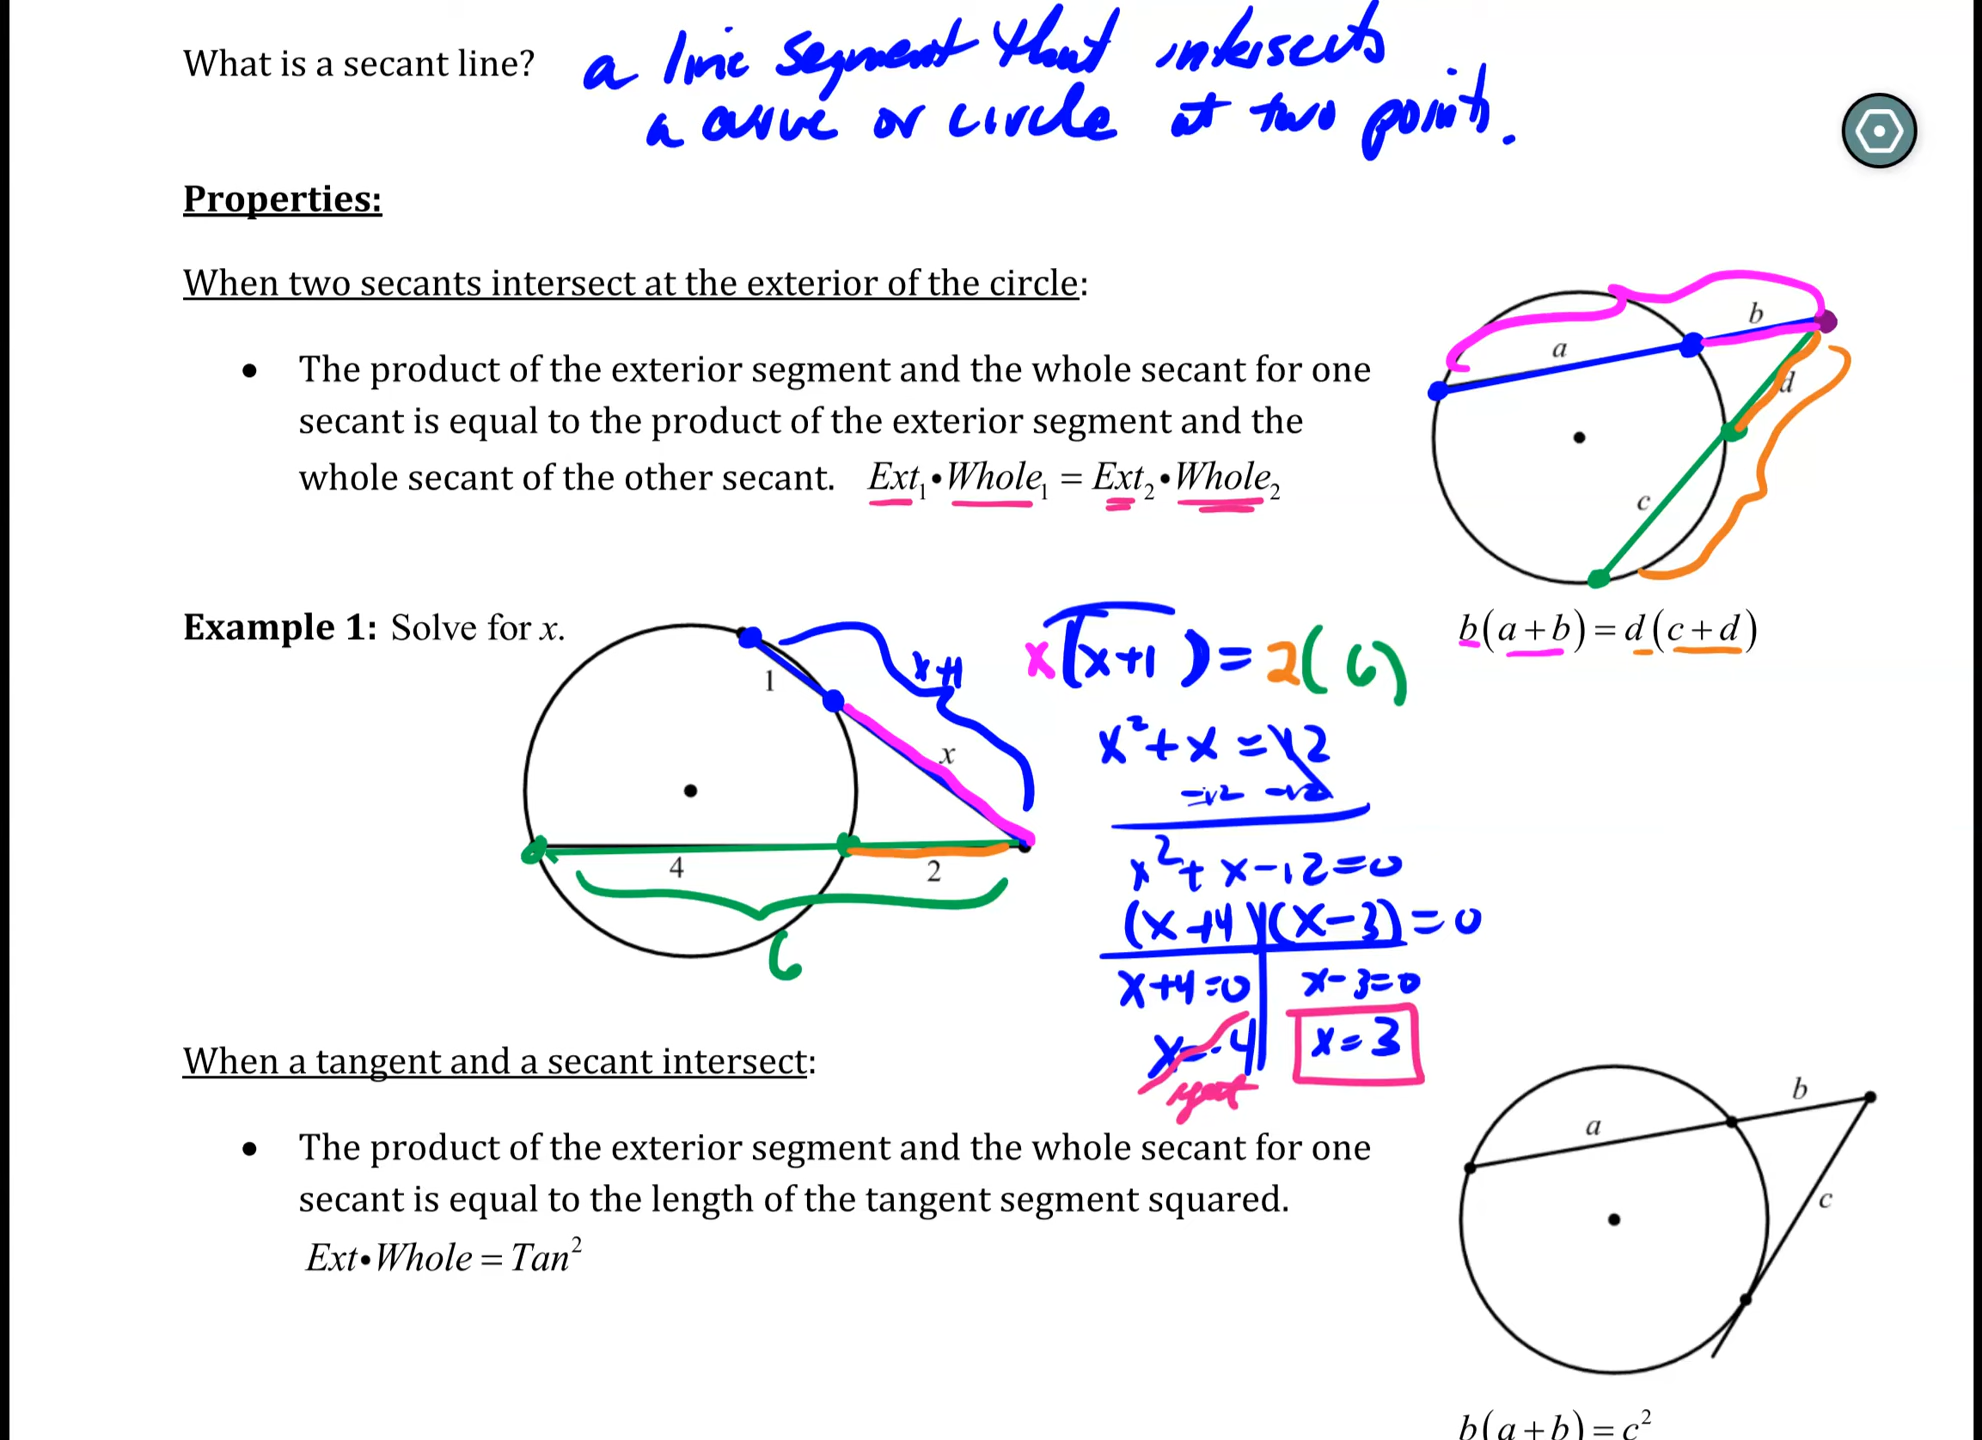 What is a secant line? a line segment that intersects
a curve or circle at two points.
Properties:
When two secants intersect at the exterior of the circle:
• The product of the exterior segment and the whole secant for one
secant is equal to the product of the exterior segment and the
whole secant of the other secant. Ext₁•Whole₁ = Ext₂•Whole₂
a
b
d
c
b(a+b)=d(c+d)
Example 1: Solve for x.
1
x+1
x
4
2
6
x(x+1)=2(6)
x²+x=12
-12 -12
x²+x-12=0
(x+4)(x-3)=0
x+4=0 x-3=0
x=-4 x=3
When a tangent and a secant intersect:
• The product of the exterior segment and the whole secant for one
secant is equal to the length of the tangent segment squared.
Ext•Whole = Tan²
a
b
c
b(a+b)=c²